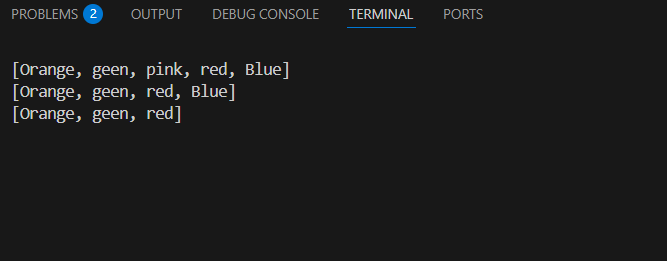 PROBLEMS 2 OUTPUT DEBUG CONSOLE TERMINAL PORTS
[Orange, geen, pink, red, Blue]
[Orange, geen, red, Blue]
[Orange, geen, red]